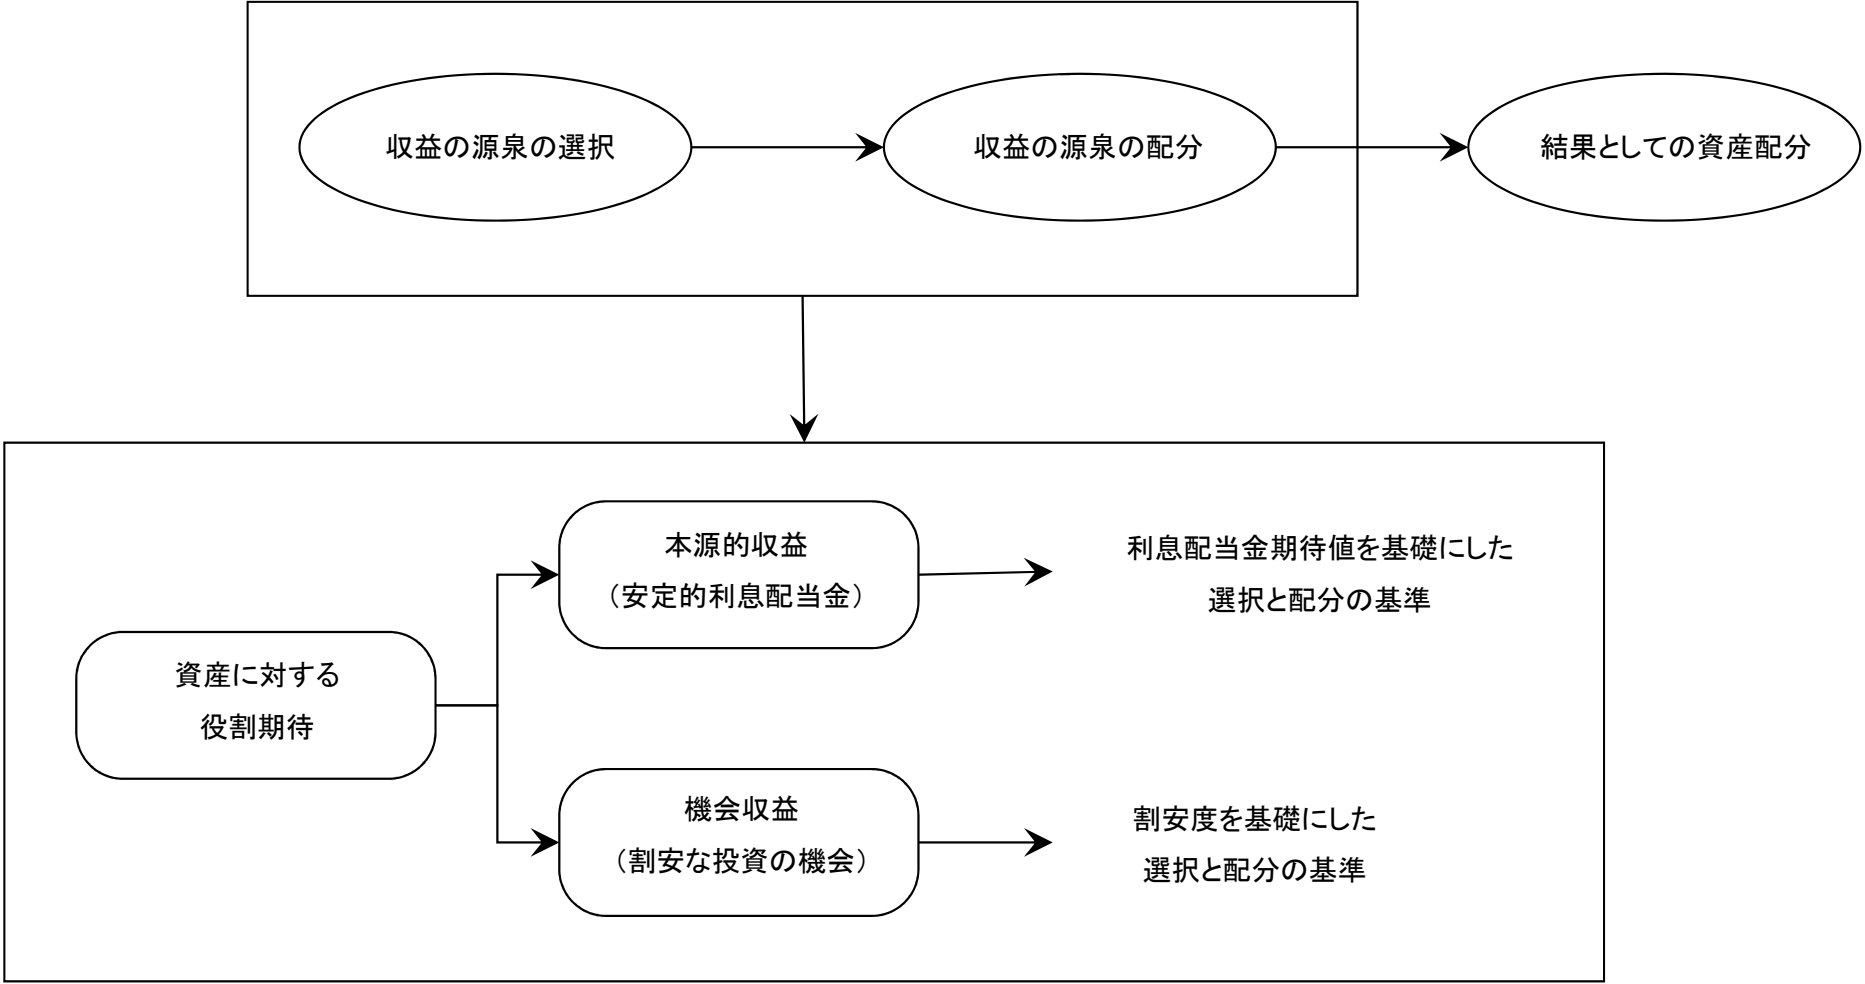 収益の源泉の選択
収益の源泉の配分
結果としての資産配分
本源的収益
（安定的利息配当金）
利息配当金期待値を基礎にした
選択と配分の基準
資産に対する
役割期待
機会収益
（割安な投資の機会）
割安度を基礎にした
選択と配分の基準